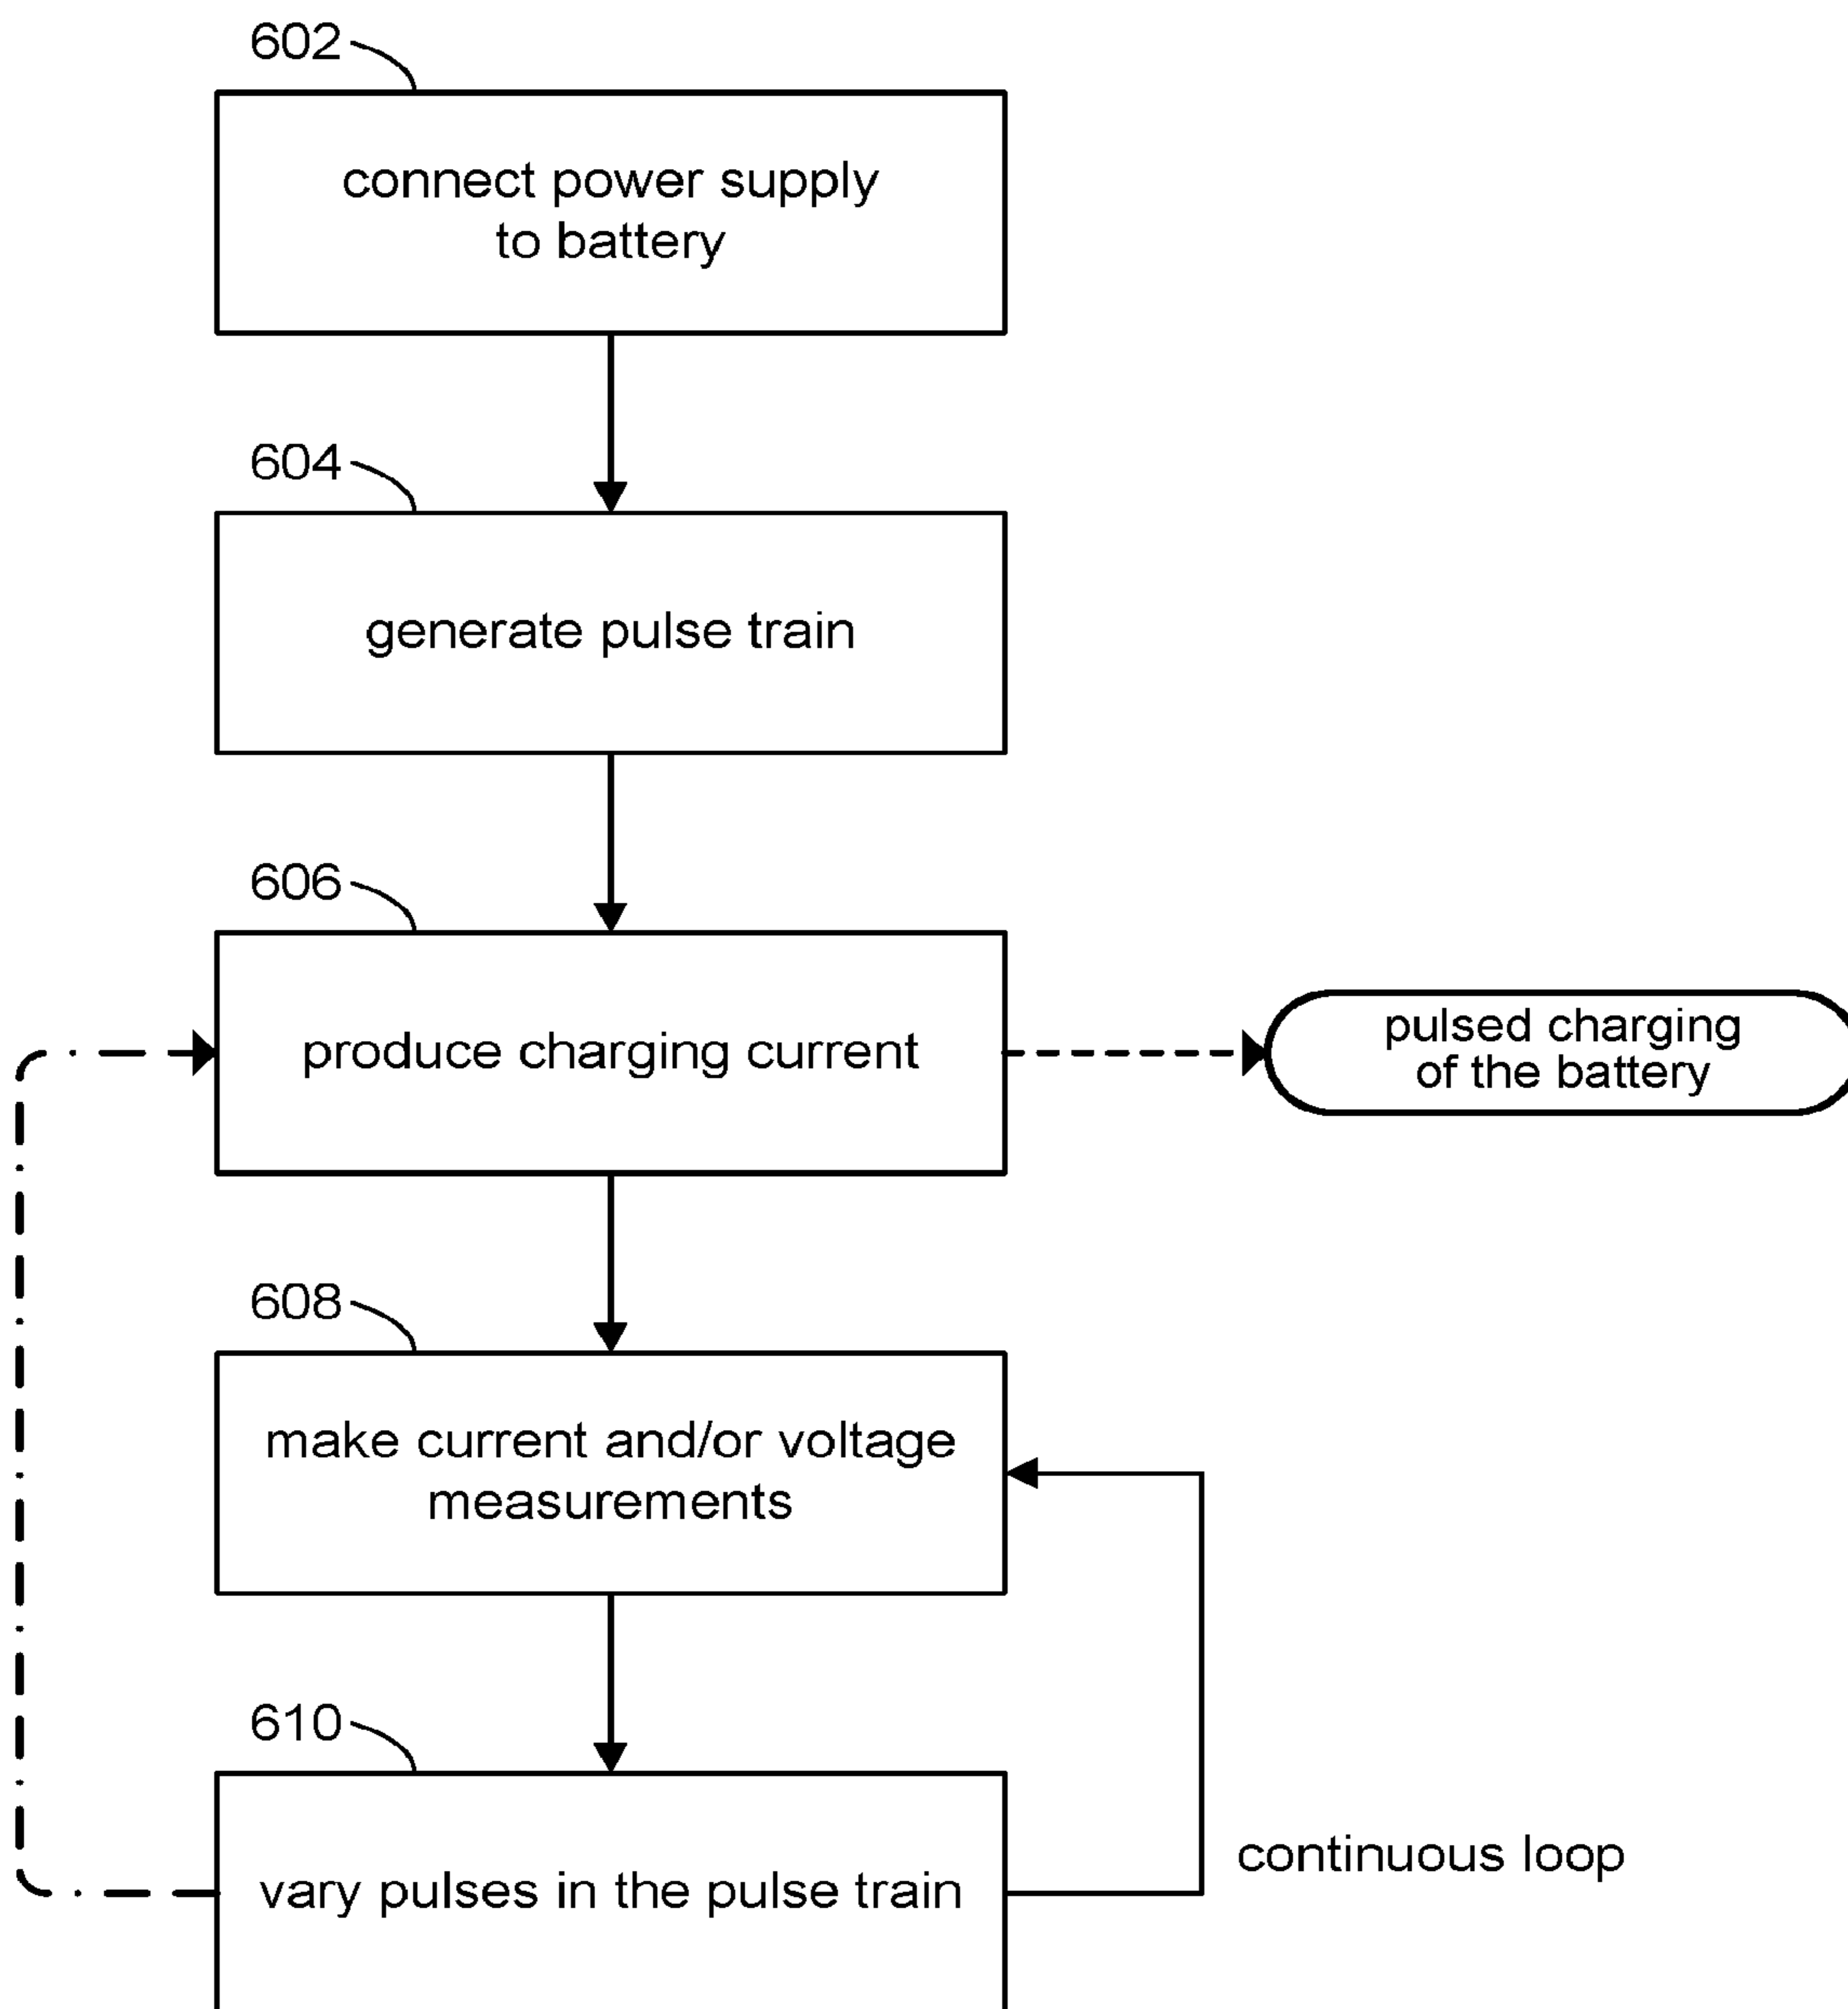 602
connect power supply
to battery
604
generate pulse train
606
produce charging current
pulsed charging
of the battery
608
make current and/or voltage
measurements
610
vary pulses in the pulse train
continuous loop